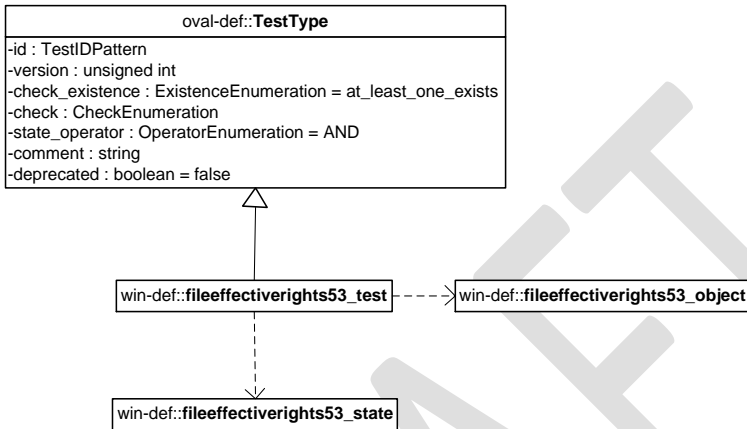 oval-def::TestType
-id : TestIDPattern
-version : unsigned int
-check_existence : ExistenceEnumeration = at_least_one_exists
-check : CheckEnumeration
-state_operator : OperatorEnumeration = AND
-comment : string
-deprecated : boolean = false
win-def::fileeffectiverights53_test
win-def::fileeffectiverights53_object
win-def::fileeffectiverights53_state